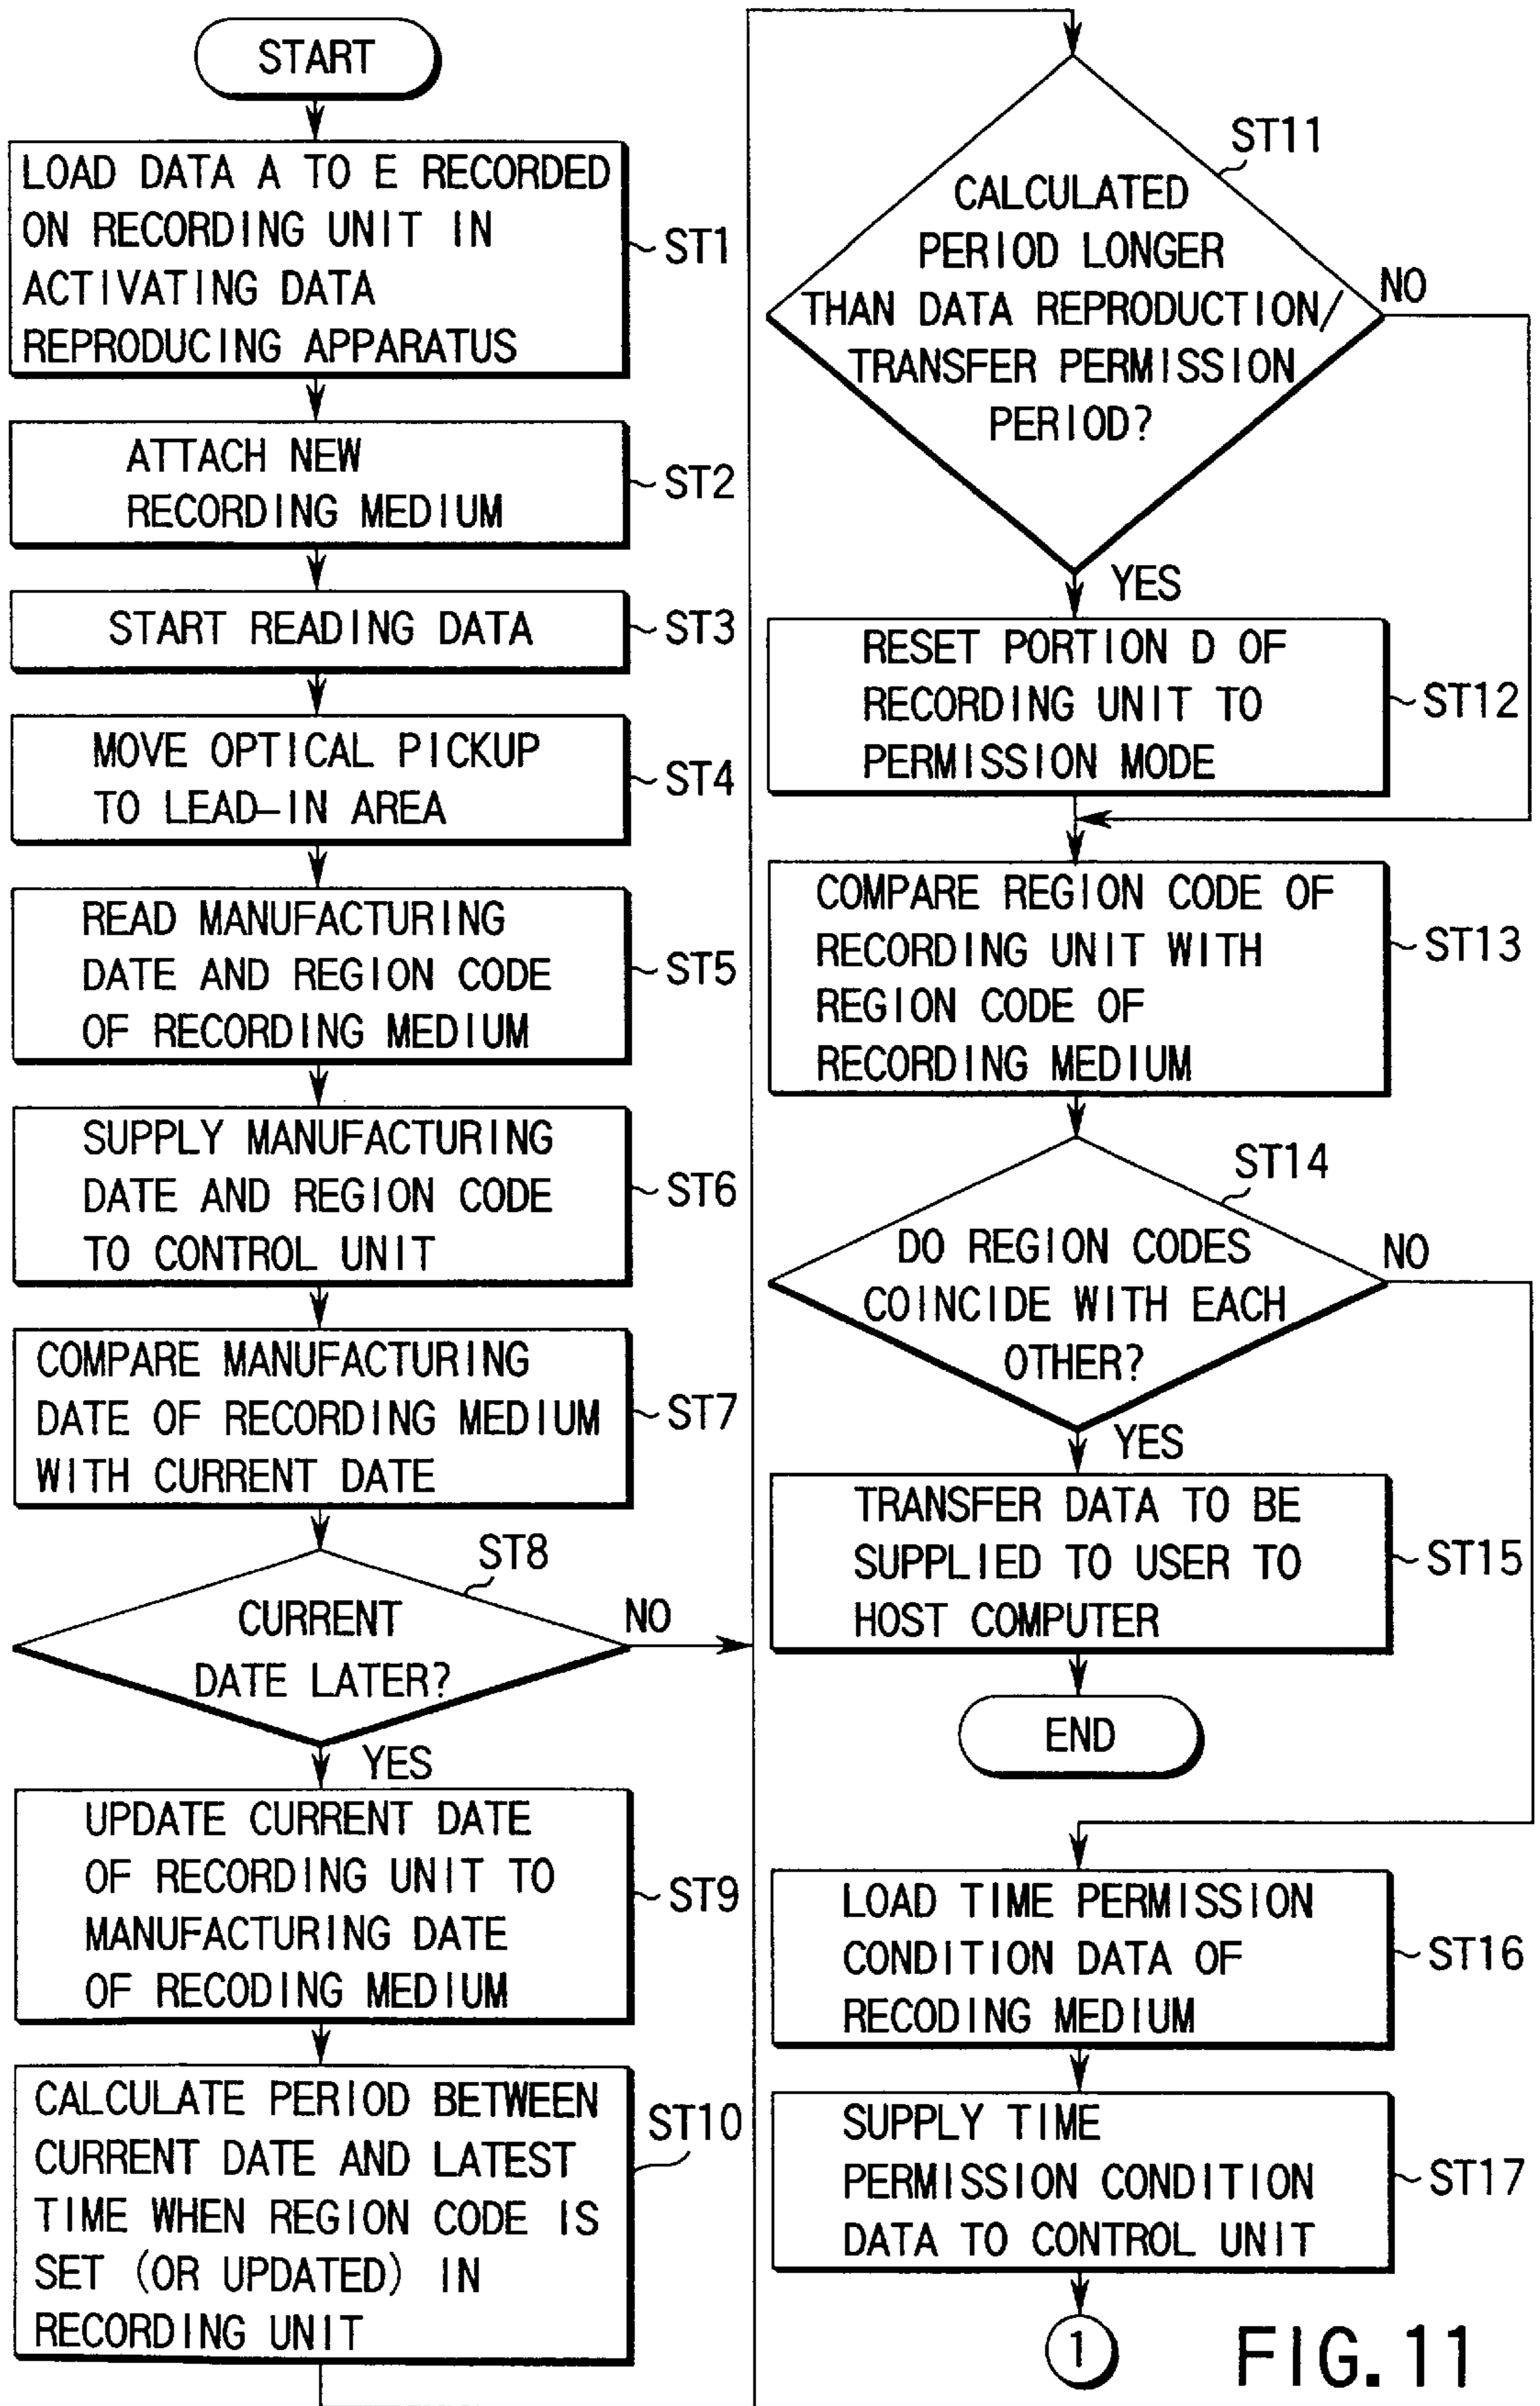 START
LOAD DATA A TO E RECORDED
ON RECORDING UNIT IN
ACTIVATING DATA
REPRODUCING APPARATUS
ST1
ATTACH NEW
RECORDING MEDIUM
ST2
START READING DATA
ST3
MOVE OPTICAL PICKUP
TO LEAD-IN AREA
ST4
READ MANUFACTURING
DATE AND REGION CODE
OF RECORDING MEDIUM
ST5
SUPPLY MANUFACTURING
DATE AND REGION CODE
TO CONTROL UNIT
ST6
COMPARE MANUFACTURING
DATE OF RECORDING MEDIUM
WITH CURRENT DATE
ST7
ST8
CURRENT
DATE LATER?
NO
YES
UPDATE CURRENT DATE
OF RECORDING UNIT TO
MANUFACTURING DATE
OF RECODING MEDIUM
ST9
CALCULATE PERIOD BETWEEN
CURRENT DATE AND LATEST
TIME WHEN REGION CODE IS
SET (OR UPDATED) IN
RECORDING UNIT
ST10
ST11
CALCULATED
PERIOD LONGER
THAN DATA REPRODUCTION/
TRANSFER PERMISSION
PERIOD?
NO
YES
RESET PORTION D OF
RECORDING UNIT TO
PERMISSION MODE
ST12
COMPARE REGION CODE OF
RECORDING UNIT WITH
REGION CODE OF
RECORDING MEDIUM
ST13
ST14
DO REGION CODES
COINCIDE WITH EACH
OTHER?
NO
YES
TRANSFER DATA TO BE
SUPPLIED TO USER TO
HOST COMPUTER
ST15
END
LOAD TIME PERMISSION
CONDITION DATA OF
RECODING MEDIUM
ST16
SUPPLY TIME
PERMISSION CONDITION
DATA TO CONTROL UNIT
ST17
1
FIG. 11